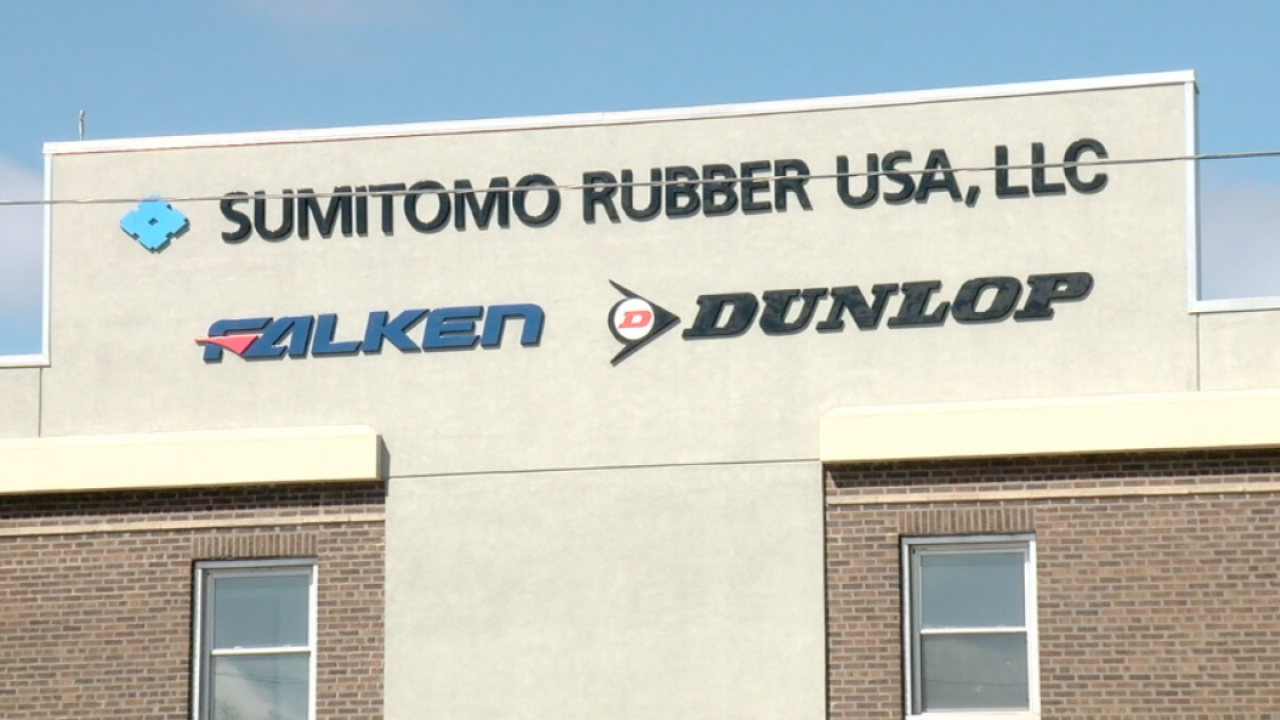 SUMITOMO RUBBER USA, LLC
FALKEN D DUNLOP